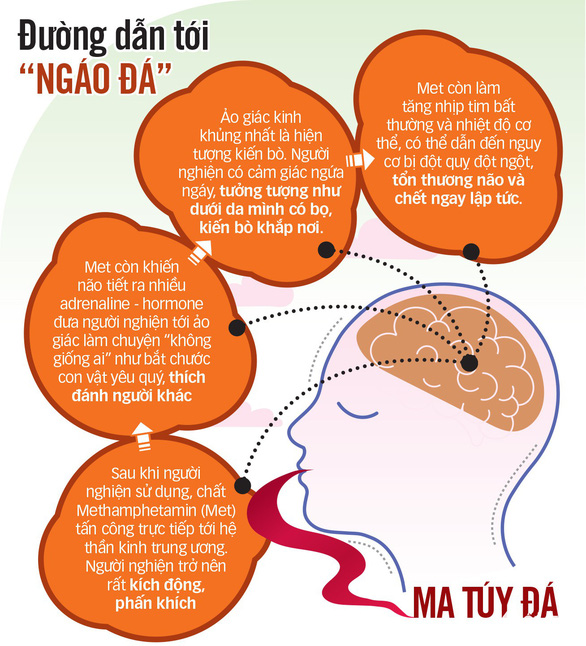 Đường dẫn tới
“NGÁO ĐÁ”
Sau khi người
nghiện sử dụng, chất
Methamphetamin (Met)
tấn công trực tiếp tới hệ
thần kinh trung ương.
Người nghiện trở nên
rất kích động,
phấn khích
Met còn khiến
não tiết ra nhiều
adrenaline - hormone
đưa người nghiện tới ảo
giác làm chuyện “không
giống ai” như bắt chước
con vật yêu quý, thích
đánh người khác
Ảo giác kinh
khủng nhất là hiện
tượng kiến bò. Người
nghiện có cảm giác ngứa
ngáy, tưởng tượng như
dưới da mình có bọ,
kiến bò khắp nơi.
Met còn làm
tăng nhịp tim bất
thường và nhiệt độ cơ
thể, có thể dẫn đến nguy
cơ bị đột quỵ đột ngột,
tổn thương não và
chết ngay lập tức.
MA TÚY ĐÁ